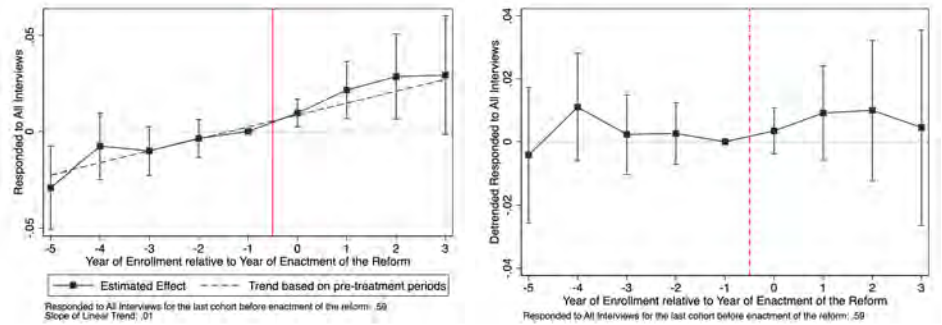 Responded to All Interviews
.05
0
-.05
-5 -4 -3 -2 -1 0 1 2 3
Year of Enrollment relative to Year of Enactment of the Reform
Estimated Effect Trend based on pre-treatment periods
Responded to All Interviews for the last cohort before enactment of the reform: .59
Slope of Linear Trend: .01
Detrended Responded to All Interviews
.04
.02
0
-.02
-.04
-5 -4 -3 -2 -1 0 1 2 3
Year of Enrollment relative to Year of Enactment of the Reform
Responded to All Interviews for the last cohort before enactment of the reform: .59